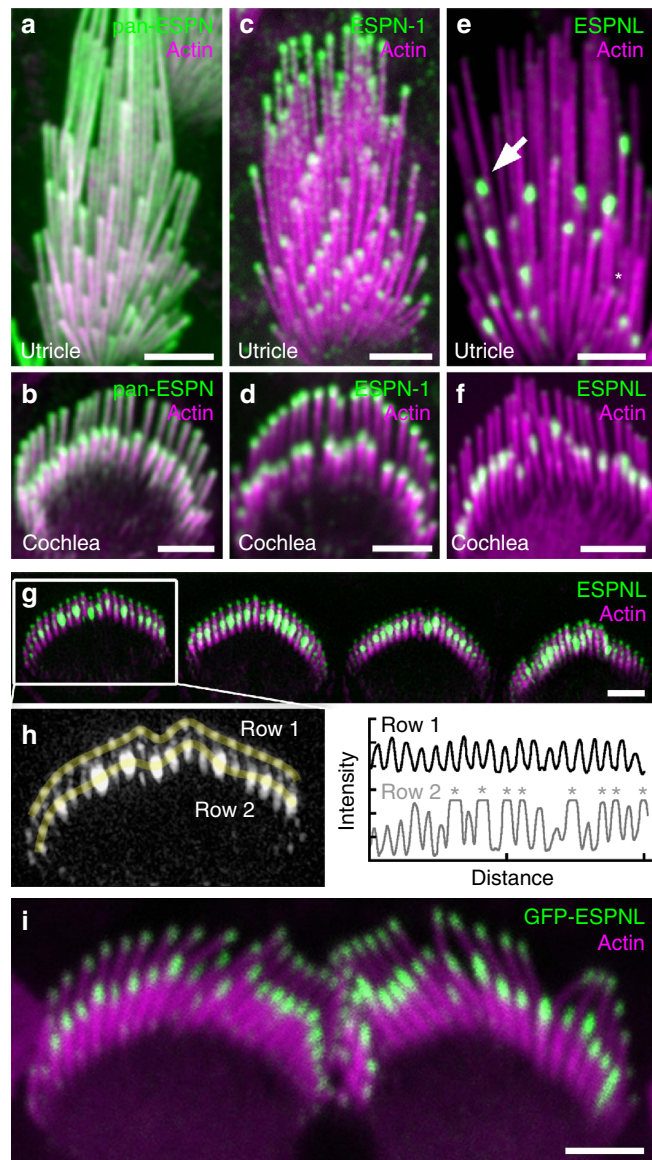 a pan-ESPN
Actin
Utricle
c ESPN-1
Actin
Utricle
e ESPNL
Actin
*
Utricle
b pan-ESPN
Actin
Cochlea
d ESPN-1
Actin
Cochlea
f ESPNL
Actin
Cochlea
g ESPNL
Actin
h Row 1
Row 2
Row 1
Row 2 * * * * * * * *
Intensity
Distance
i GFP-ESPNL
Actin